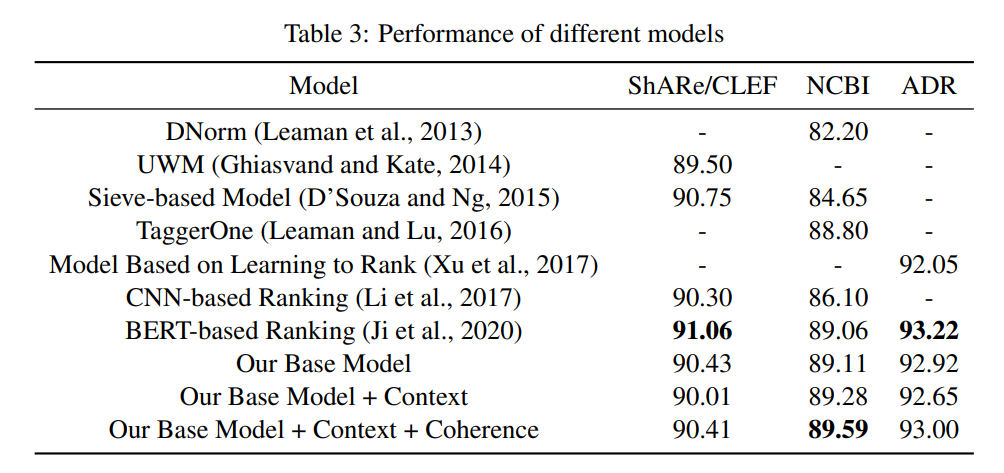 Table 3: Performance of different models
Model ShARe/CLEF NCBI ADR
DNorm (Leaman et al., 2013) - 82.20 -
UWM (Ghiasvand and Kate, 2014) 89.50 - -
Sieve-based Model (D’Souza and Ng, 2015) 90.75 84.65 -
TaggerOne (Leaman and Lu, 2016) - 88.80 -
Model Based on Learning to Rank (Xu et al., 2017) - - 92.05
CNN-based Ranking (Li et al., 2017) 90.30 86.10 -
BERT-based Ranking (Ji et al., 2020) 91.06 89.06 93.22
Our Base Model 90.43 89.11 92.92
Our Base Model + Context 90.01 89.28 92.65
Our Base Model + Context + Coherence 90.41 89.59 93.00